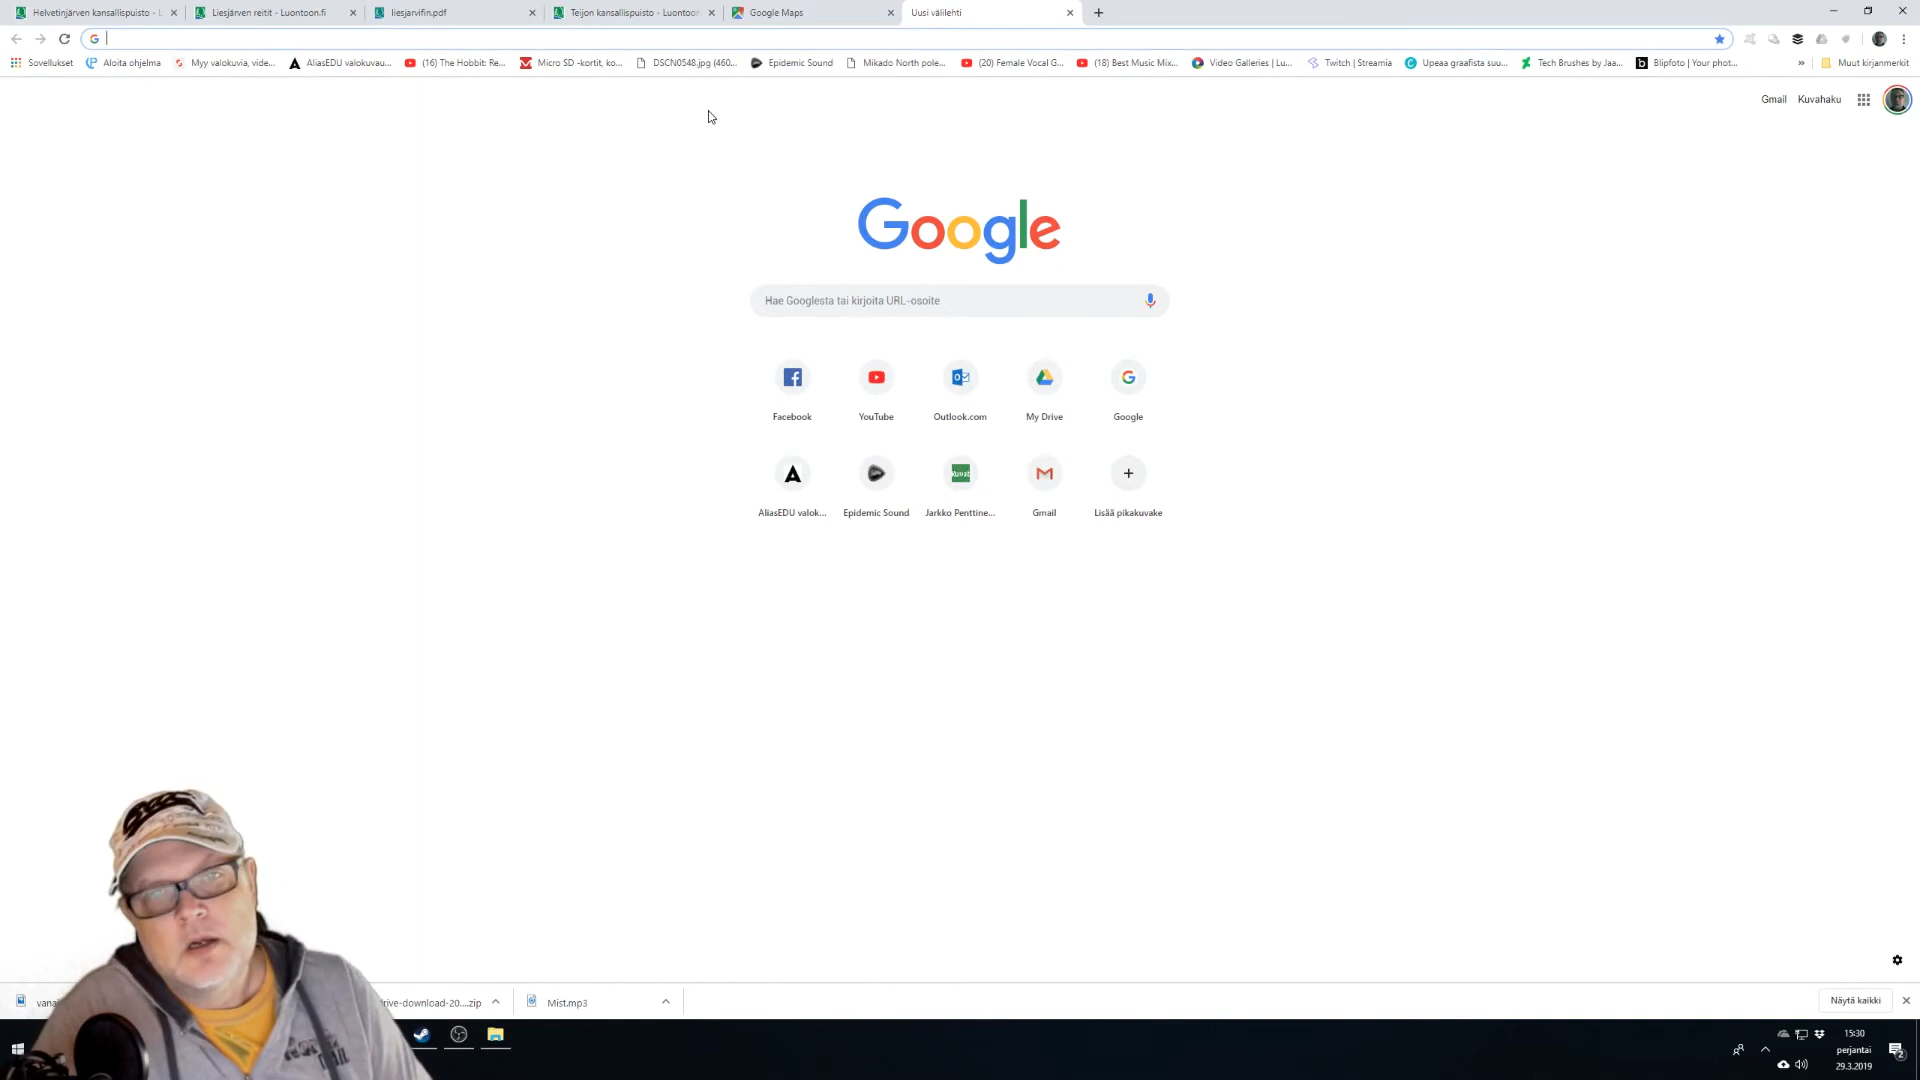 Helvetinjärven kansallispuisto - L
Liesjärven reitit - Luontoon.fi
liesjarvifin.pdf
Teijon kansallispuisto - Luontoon
Google Maps
Uusi välilehti
Sovellukset
Aloita ohjelma
Myy valokuvia, vide...
AliasEDU valokuvau...
(16) The Hobbit: Re...
Micro SD -kortit, ko...
DSCN0548.jpg (460...
Epidemic Sound
Mikado North pole...
(20) Female Vocal G...
(18) Best Music Mix...
Video Galleries | Lu...
Twitch | Streamia
Upeaa graafista suu...
Tech Brushes by Jaa...
Blipfoto | Your phot...
»
Muut kirjanmerkit
Gmail
Kuvahaku
Google
Hae Googlesta tai kirjoita URL-osoite
Facebook
YouTube
Outlook.com
My Drive
Google
AliasEDU valok...
Epidemic Sound
Jarkko Penttine...
Gmail
Lisää pikakuvake
vanaj
rive-download-20....zip
Mist.mp3
Näytä kaikki
15:30
perjantai
29.3.2019
2